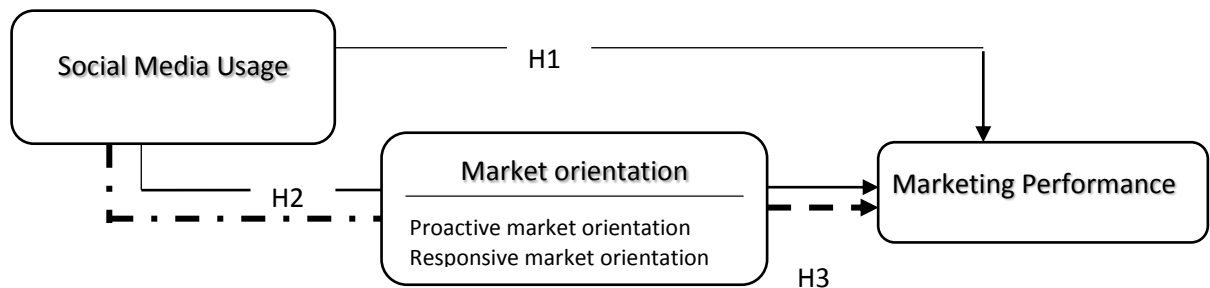 Social Media Usage
H1
Market orientation
Marketing Performance
H2
Proactive market orientation
Responsive market orientation
H3